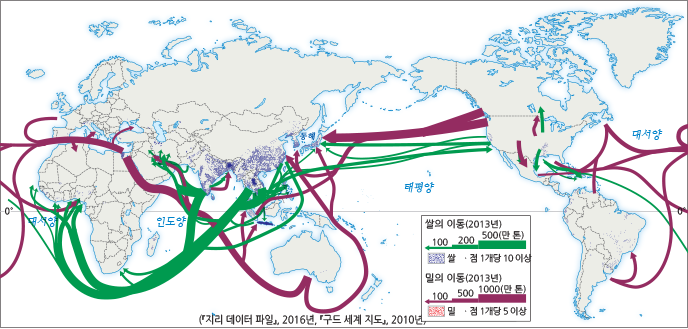 동해
대서양
태평양
0°
대서양
인도양
0°
쌀의 이동(2013년)
100 200 500(만 톤)
쌀 · 점 1개당 10 이상
밀의 이동(2013년)
100 500 1000(만 톤)
밀 · 점 1개당 5 이상
(『지리 데이터 파일』, 2016년, 『구드 세계 지도』, 2010년,